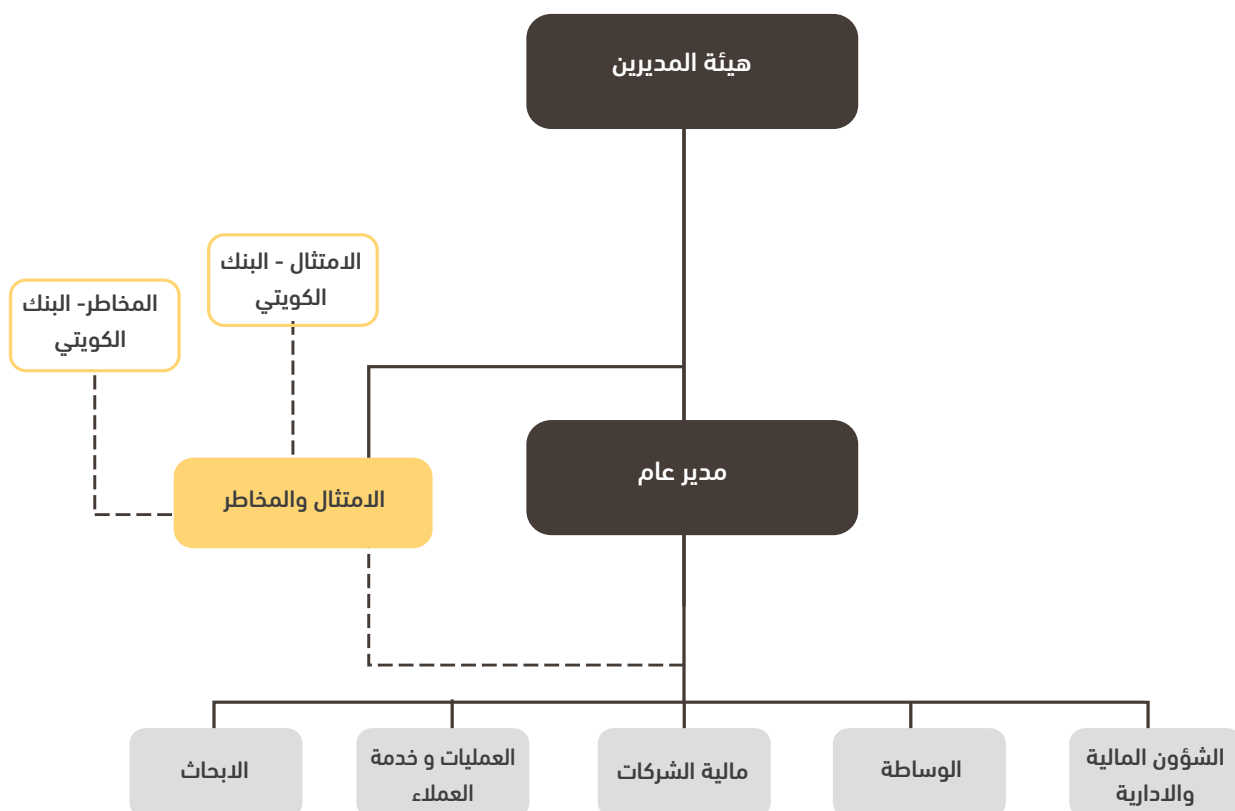 هيئة المديرين
الامتثال - البنك
الكويتي
المخاطر- البنك
الكويتي
مدير عام
الامتثال والمخاطر
الشؤون المالية
والادارية
الوساطة
مالية الشركات
العمليات و خدمة
العملاء
الابحاث